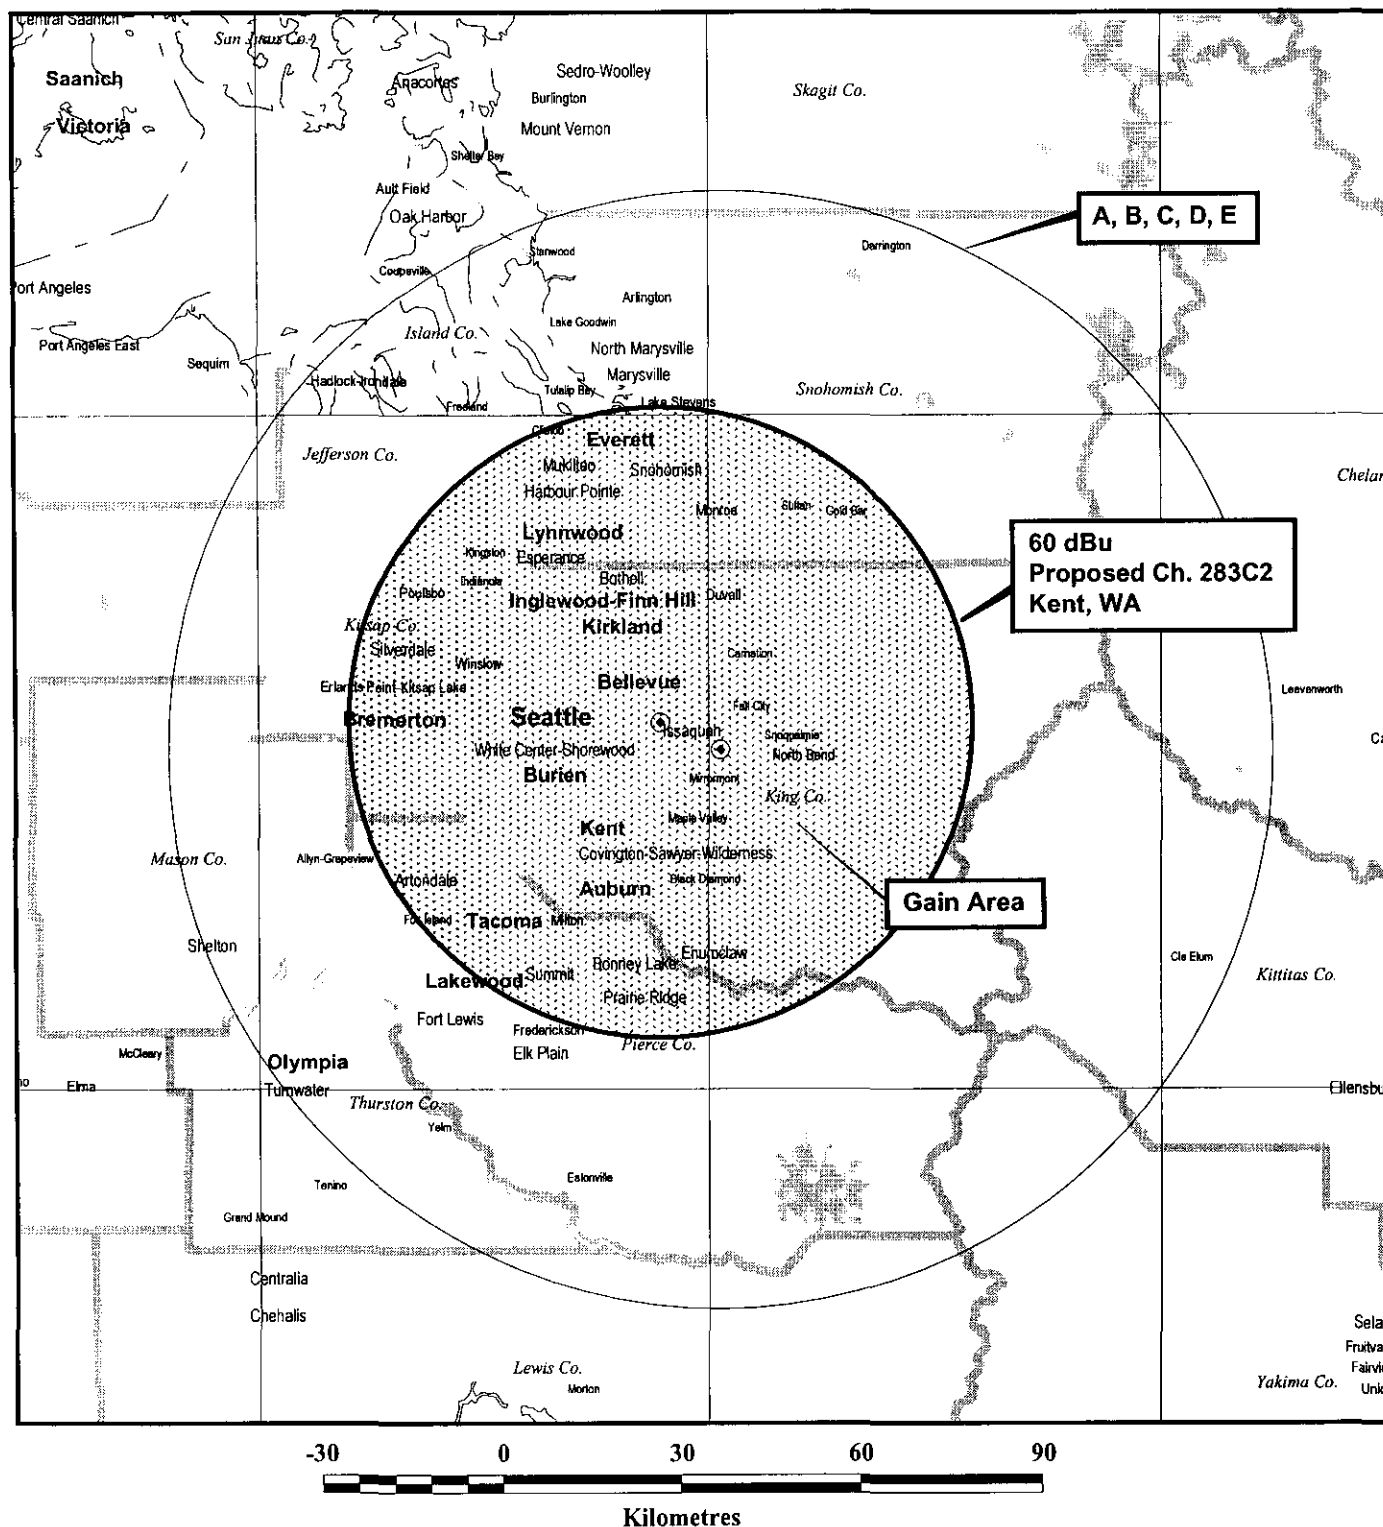 Central Saanich
San Juan Co.
Saanich
Anacortes
Sedro-Woolley
Burlington
Skagit Co.
Victoria
Mount Vernon
Shelter Bay
Ault Field
Oak Harbor
A, B, C, D, E
Darrington
Stanwood
Coupeville
Port Angeles
Arlington
Lake Goodwin
Island Co.
Port Angeles East
North Marysville
Sequim
Marysville
Hadlock-Irondale
Tulalip Bay
Snohomish Co.
Freeland
Lake Stevens
Clinton
Everett
Jefferson Co.
Mukilteo
Snohomish
Chelan
Harbour Pointe
Monroe
Sultan
Gold Bar
Lynnwood
60 dBu
Proposed Ch. 283C2
Kent, WA
Kingston
Esperance
Indianola
Bothell
Poulsbo
Duvall
Inglewood-Finn Hill
Kitsap Co.
Kirkland
Silverdale
Winslow
Carnation
Bellevue
Erlands Point-Kitsap Lake
Leavenworth
Fall City
Bremerton
Seattle
Issaquah
Snoqualmie
Ca
White Center-Shorewood
North Bend
Burien
Mirrormont
King Co.
Kent
Maple Valley
Mason Co.
Allyn-Grapeview
Covington-Sawyer-Wilderness
Artondale
Auburn
Black Diamond
Gain Area
Fox Island
Tacoma
Milton
Shelton
Enumclaw
Cle Elum
Bonney Lake
Kittitas Co.
Lakewood
Summit
Prairie Ridge
Fort Lewis
Frederickson
McCleary
Elk Plain
Pierce Co.
Olympia
no
Elma
Tumwater
Ellensbu
Thurston Co.
Yelm
Tenino
Eatonville
Grand Mound
Centralia
Chehalis
Sela
Fruitva
Lewis Co.
Fairvi
Morton
Yakima Co.
Unio
-30 0 30 60 90
Kilometres